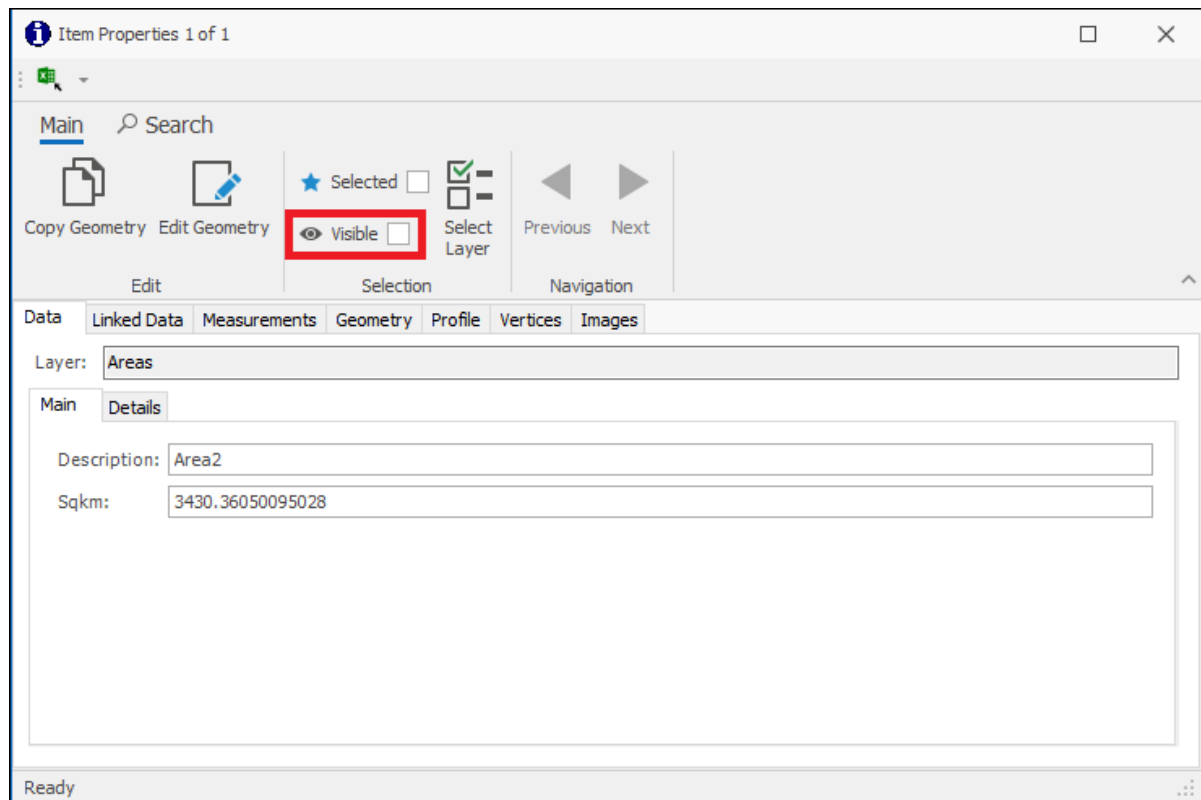 Item Properties 1 of 1
Main Search
Copy Geometry Edit Geometry
Selected
Visible
Select
Layer
Previous Next
Edit Selection Navigation
Data Linked Data Measurements Geometry Profile Vertices Images
Layer: Areas
Main Details
Description: Area2
Sqkm: 3430.36050095028
Ready